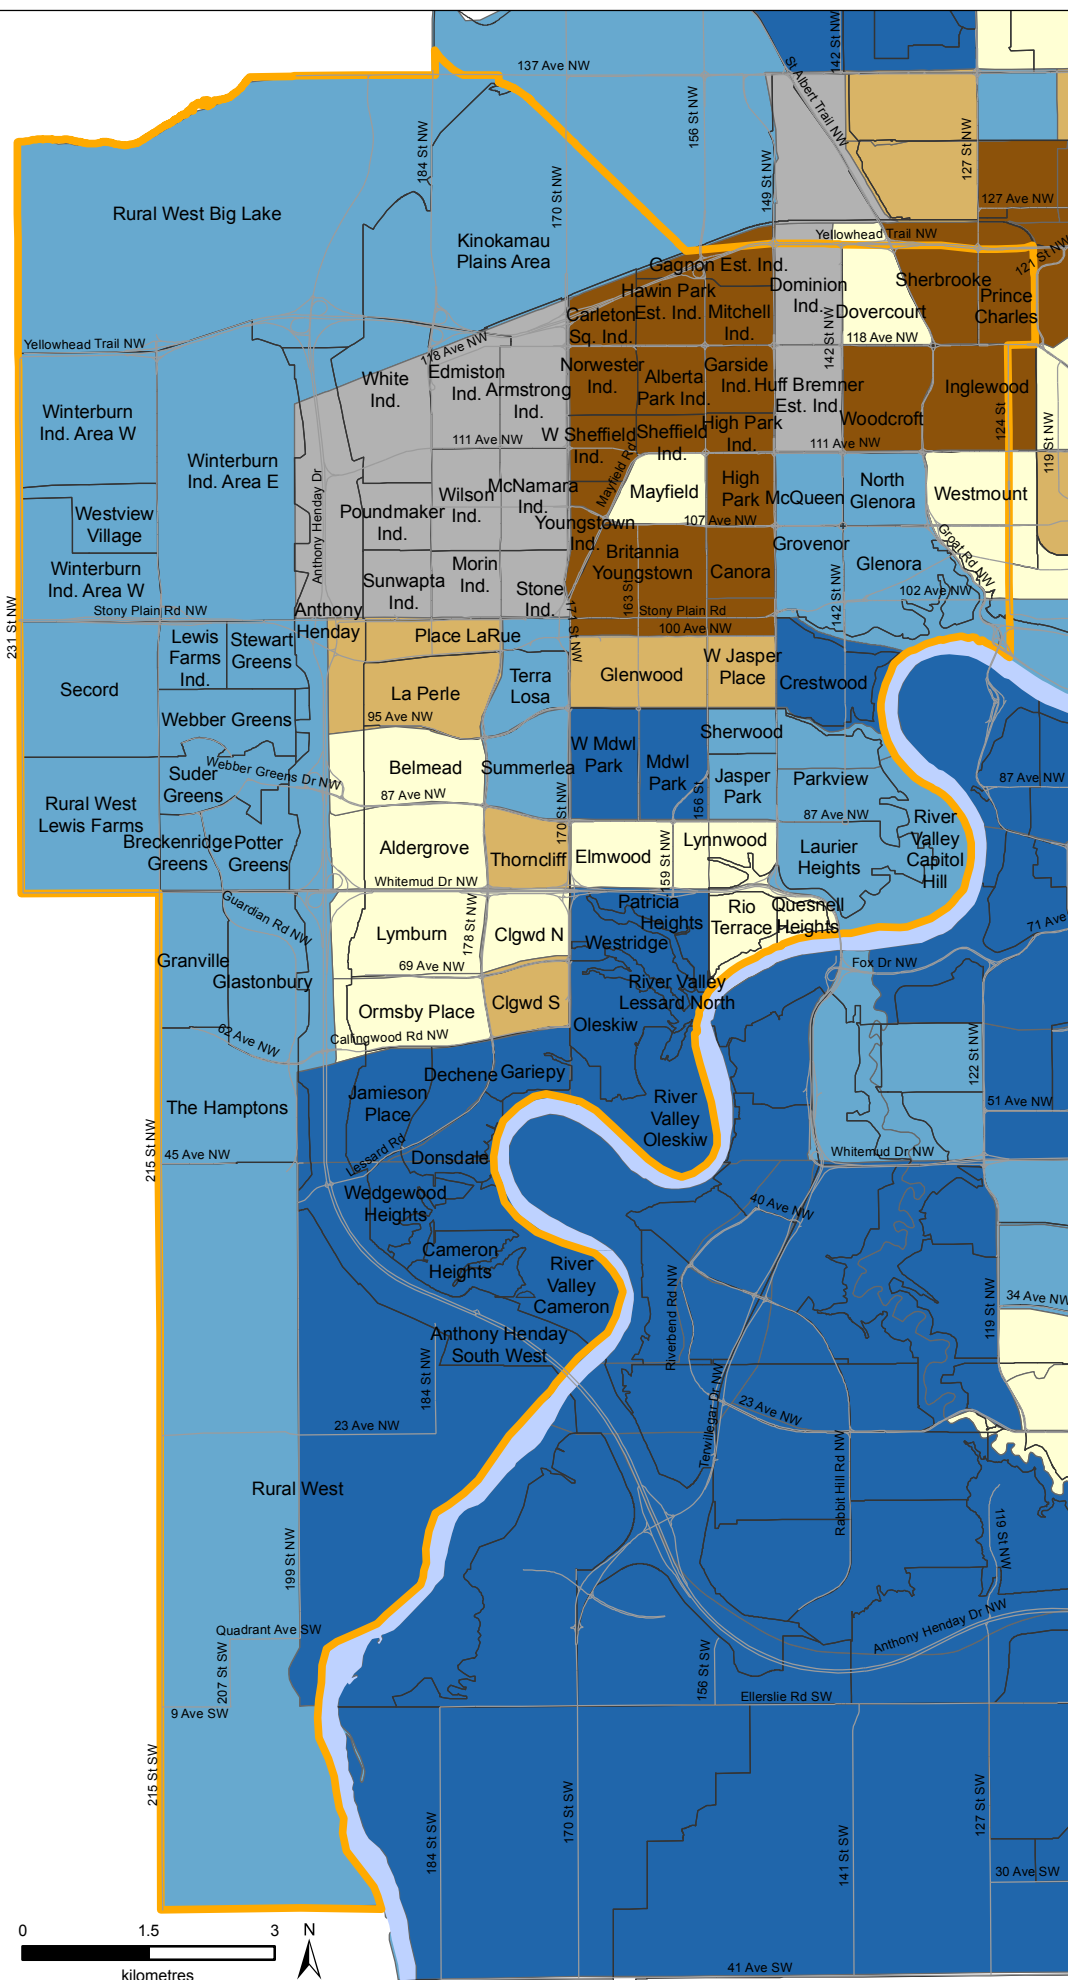 137 Ave NW
142 St NW
St Albert Trail NW
156 St NW
184 St NW
170 St NW
149 St NW
127 St NW
127 Ave NW
Rural West Big Lake
Kinokamau
Plains Area
Yellowhead Trail NW
121 St NW
Gagnon Est. Ind.
Hawin Park
Est. Ind.
Dominion
Ind.
Sherbrooke
Prince
Charles
Carleton
Sq. Ind.
Mitchell
Ind.
Dovercourt
142 St NW
118 Ave NW
Yellowhead Trail NW
118 Ave NW
White
Ind.
Edmiston
Ind.
Armstrong
Ind.
Norwester
Ind.
Alberta
Park Ind.
Garside
Ind.
Huff Bremner
Est. Ind.
Inglewood
Woodcroft
124 St
119 St NW
Winterburn
Ind. Area W
111 Ave NW
W Sheffield
Ind.
Sheffield
Ind.
High Park
Ind.
111 Ave NW
Winterburn
Ind. Area E
Anthony Henday Dr
Mayfield Rd
Wilson
Ind.
McNamara
Ind.
Mayfield
High
Park
McQueen
North
Glenora
Westmount
Westview
Village
Poundmaker
Ind.
107 Ave NW
Youngstown
Ind.
Grovenor
Groat Rd NW
Winterburn
Ind. Area W
Sunwapta
Ind.
Morin
Ind.
Stone
Ind.
Britannia
Youngstown
163 St
Canora
Glenora
102 Ave NW
142 St NW
231 St NW
Stony Plain Rd NW
Anthony
Henday
Stony Plain Rd
171 St NW
100 Ave NW
Lewis
Farms
Ind.
Stewart
Greens
Place LaRue
Secord
La Perle
Terra
Losa
Glenwood
W Jasper
Place
Crestwood
Webber Greens
95 Ave NW
Sherwood
W Mdwl
Park
Mdwl
Park
Suder
Greens
Webber Greens Dr NW
Belmead
Summerlea
Jasper
Park
Parkview
87 Ave NW
87 Ave NW
156 St
Rural West
Lewis Farms
170 St NW
87 Ave NW
River
Valley
Capitol
Hill
Breckenridge
Greens
Potter
Greens
Aldergrove
Thorncliff
Elmwood
159 St NW
Lynnwood
Laurier
Heights
Whitemud Dr NW
Guardian Rd NW
Patricia
Heights
Rio
Terrace
Quesnell
Heights
71 Ave
Lymburn
178 St NW
Clgwd N
Westridge
Granville
Glastonbury
69 Ave NW
Fox Dr NW
River Valley
Lessard North
Ormsby Place
Clgwd S
Oleskiw
62 Ave NW
Callingwood Rd NW
122 St NW
Dechene
Gariepy
The Hamptons
Jamieson
Place
River
Valley
Oleskiw
51 Ave NW
215 St NW
45 Ave NW
Lessard Rd
Donsdale
Whitemud Dr NW
Wedgewood
Heights
40 Ave NW
Cameron
Heights
River
Valley
Cameron
119 St NW
34 Ave NW
Riverbend Rd NW
Anthony Henday
South West
184 St NW
23 Ave NW
Terwillegar Dr NW
23 Ave NW
Rabbit Hill Rd NW
Rural West
119 St NW
199 St NW
Anthony Henday Dr NW
Quadrant Ave SW
207 St SW
156 St SW
Ellerslie Rd SW
9 Ave SW
215 St SW
184 St SW
170 St SW
141 St SW
127 St SW
30 Ave SW
0 1.5 3
kilometres
N
41 Ave SW